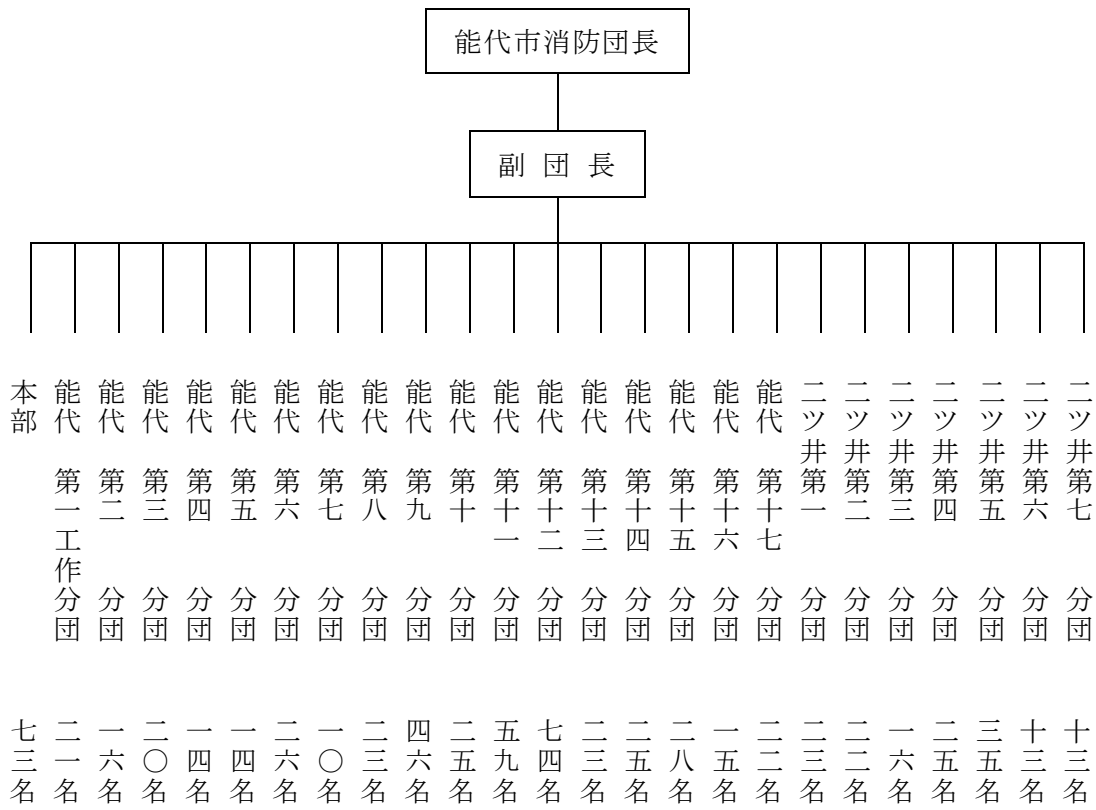 能代市消防団長
副団長
本部 七三名
能代 第一工作分団 二一名
能代 第二 分団 一六名
能代 第三 分団 二〇名
能代 第四 分団 一四名
能代 第五 分団 一四名
能代 第六 分団 二六名
能代 第七 分団 一〇名
能代 第八 分団 二三名
能代 第九 分団 四六名
能代 第十 分団 二五名
能代 第十一 分団 五九名
能代 第十二 分団 七四名
能代 第十三 分団 二三名
能代 第十四 分団 二五名
能代 第十五 分団 二八名
能代 第十六 分団 一五名
能代 第十七 分団 二二名
二ツ井第一 分団 二三名
二ツ井第二 分団 二二名
二ツ井第三 分団 一六名
二ツ井第四 分団 二五名
二ツ井第五 分団 三五名
二ツ井第六 分団 十三名
二ツ井第七 分団 十三名